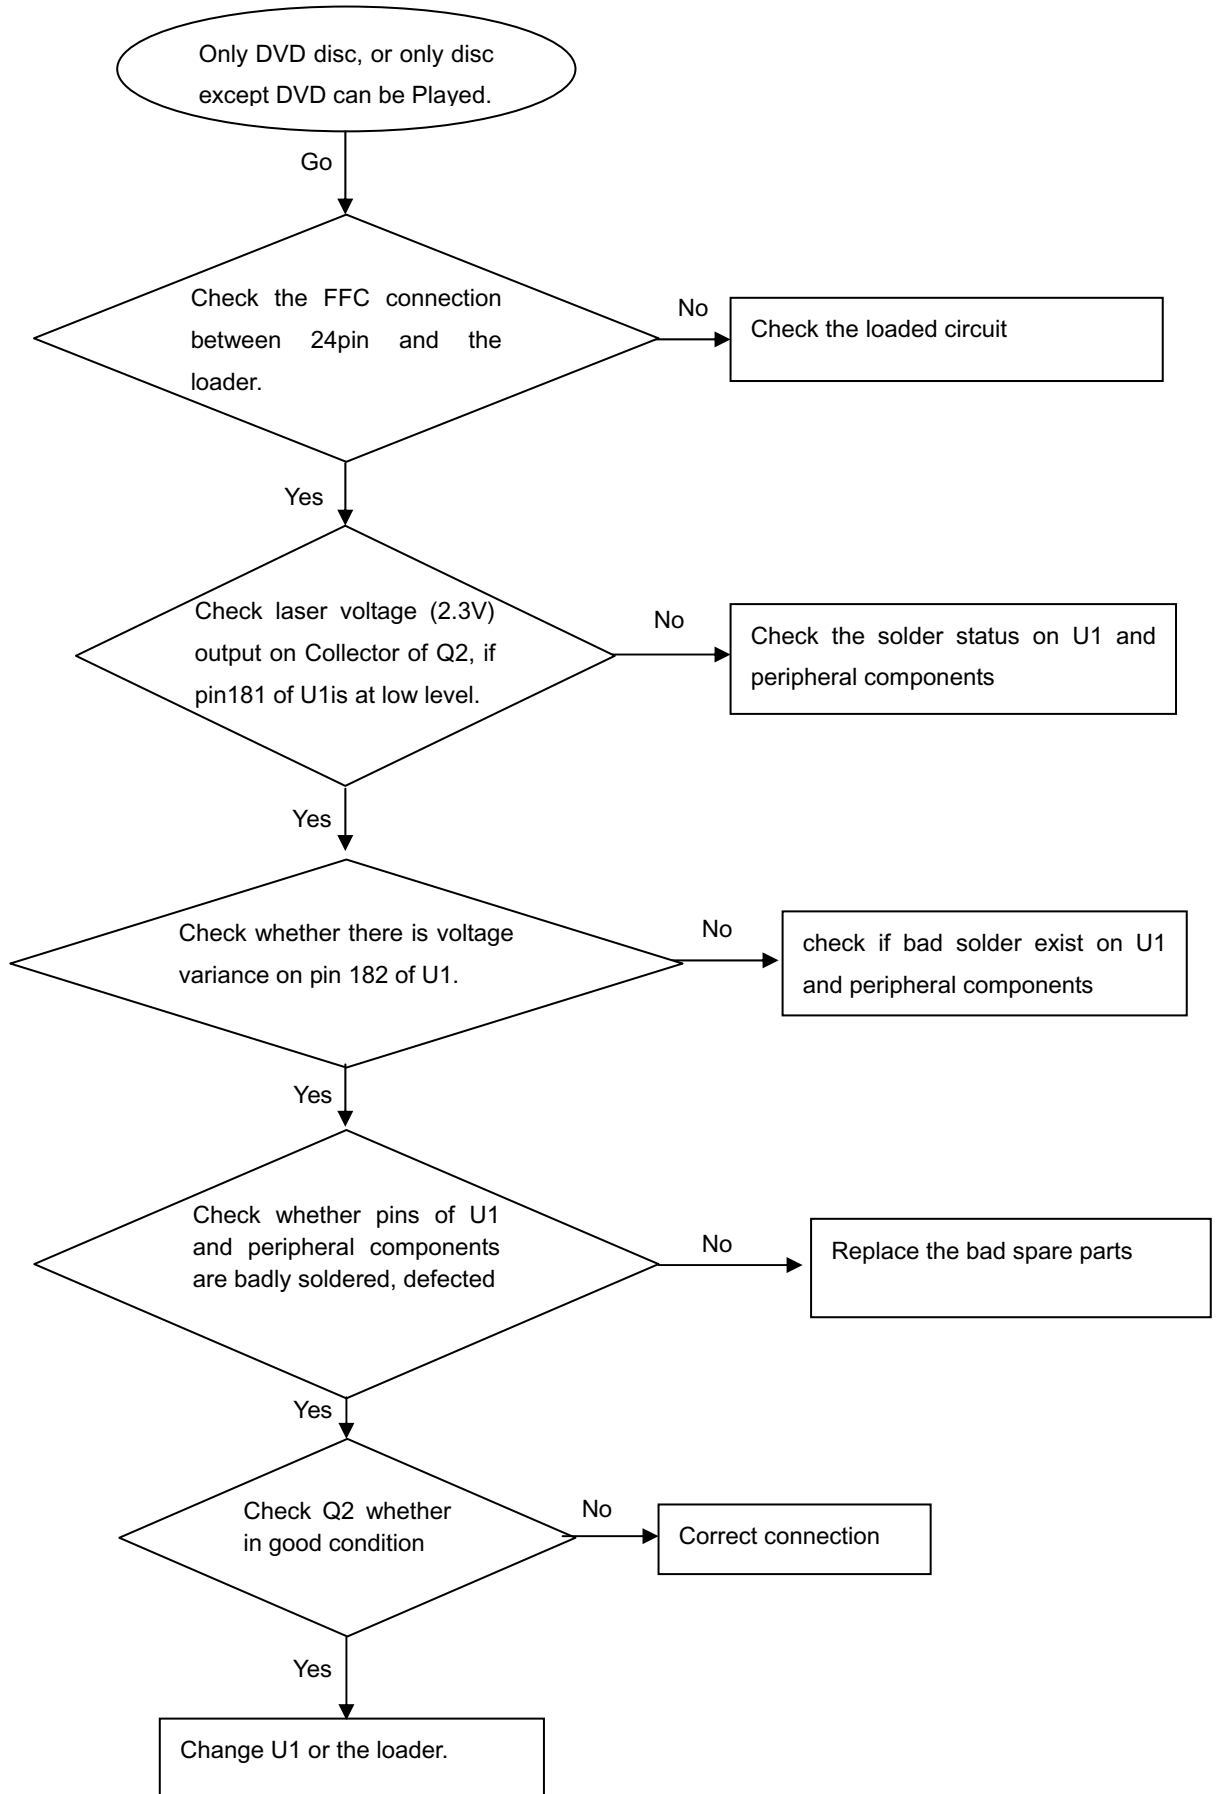 Only DVD disc, or only disc
except DVD can be Played.
Go
Check the FFC connection
between 24pin and the
loader.
No
Check the loaded circuit
Yes
Check laser voltage (2.3V)
output on Collector of Q2, if
pin181 of U1is at low level.
No
Check the solder status on U1 and
peripheral components
Yes
Check whether there is voltage
variance on pin 182 of U1.
No
check if bad solder exist on U1
and peripheral components
Yes
Check whether pins of U1
and peripheral components
are badly soldered, defected
No
Replace the bad spare parts
Yes
Check Q2 whether
in good condition
No
Correct connection
Yes
Change U1 or the loader.